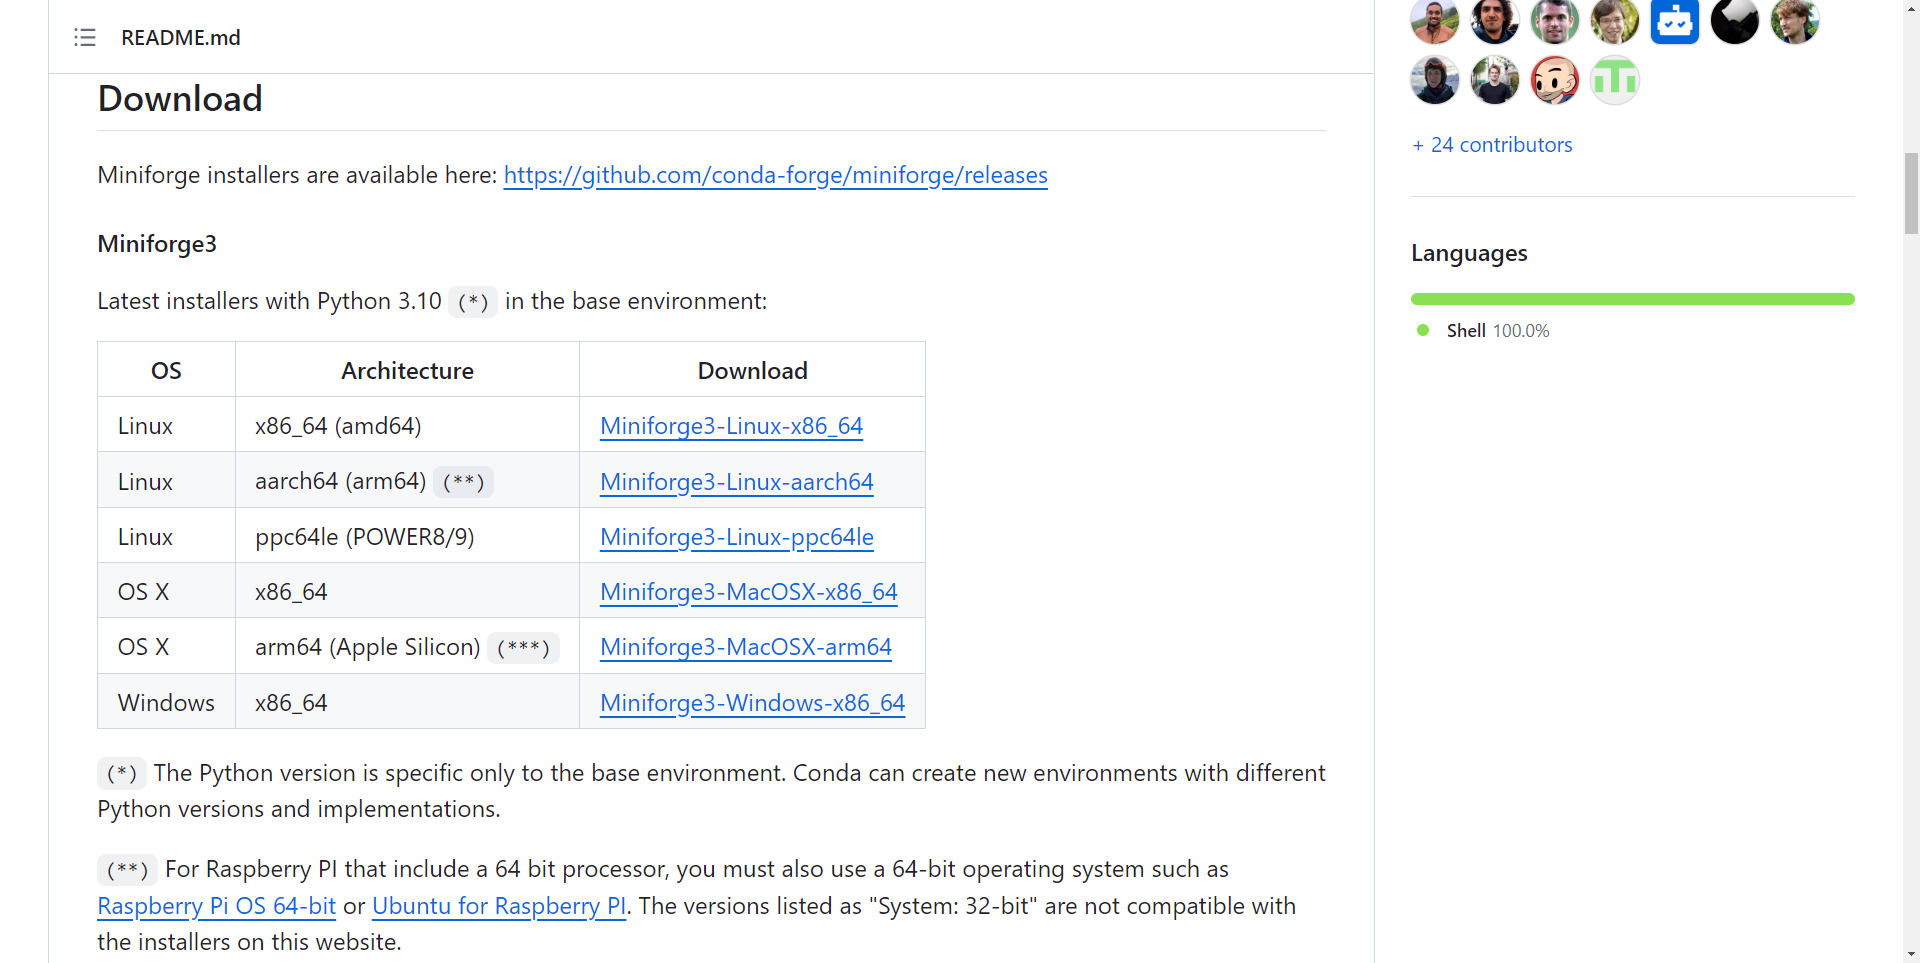 README.md
Download
Miniforge installers are available here: https://github.com/conda-forge/miniforge/releases
Miniforge3
Latest installers with Python 3.10 (*) in the base environment:
OS Architecture Download
Linux x86_64 (amd64) Miniforge3-Linux-x86_64
Linux aarch64 (arm64) (**) Miniforge3-Linux-aarch64
Linux ppc64le (POWER8/9) Miniforge3-Linux-ppc64le
OS X x86_64 Miniforge3-MacOSX-x86_64
OS X arm64 (Apple Silicon) (***) Miniforge3-MacOSX-arm64
Windows x86_64 Miniforge3-Windows-x86_64
(*) The Python version is specific only to the base environment. Conda can create new environments with different
Python versions and implementations.
(**) For Raspberry PI that include a 64 bit processor, you must also use a 64-bit operating system such as
Raspberry Pi OS 64-bit or Ubuntu for Raspberry PI. The versions listed as "System: 32-bit" are not compatible with
the installers on this website.
+ 24 contributors
Languages
Shell 100.0%